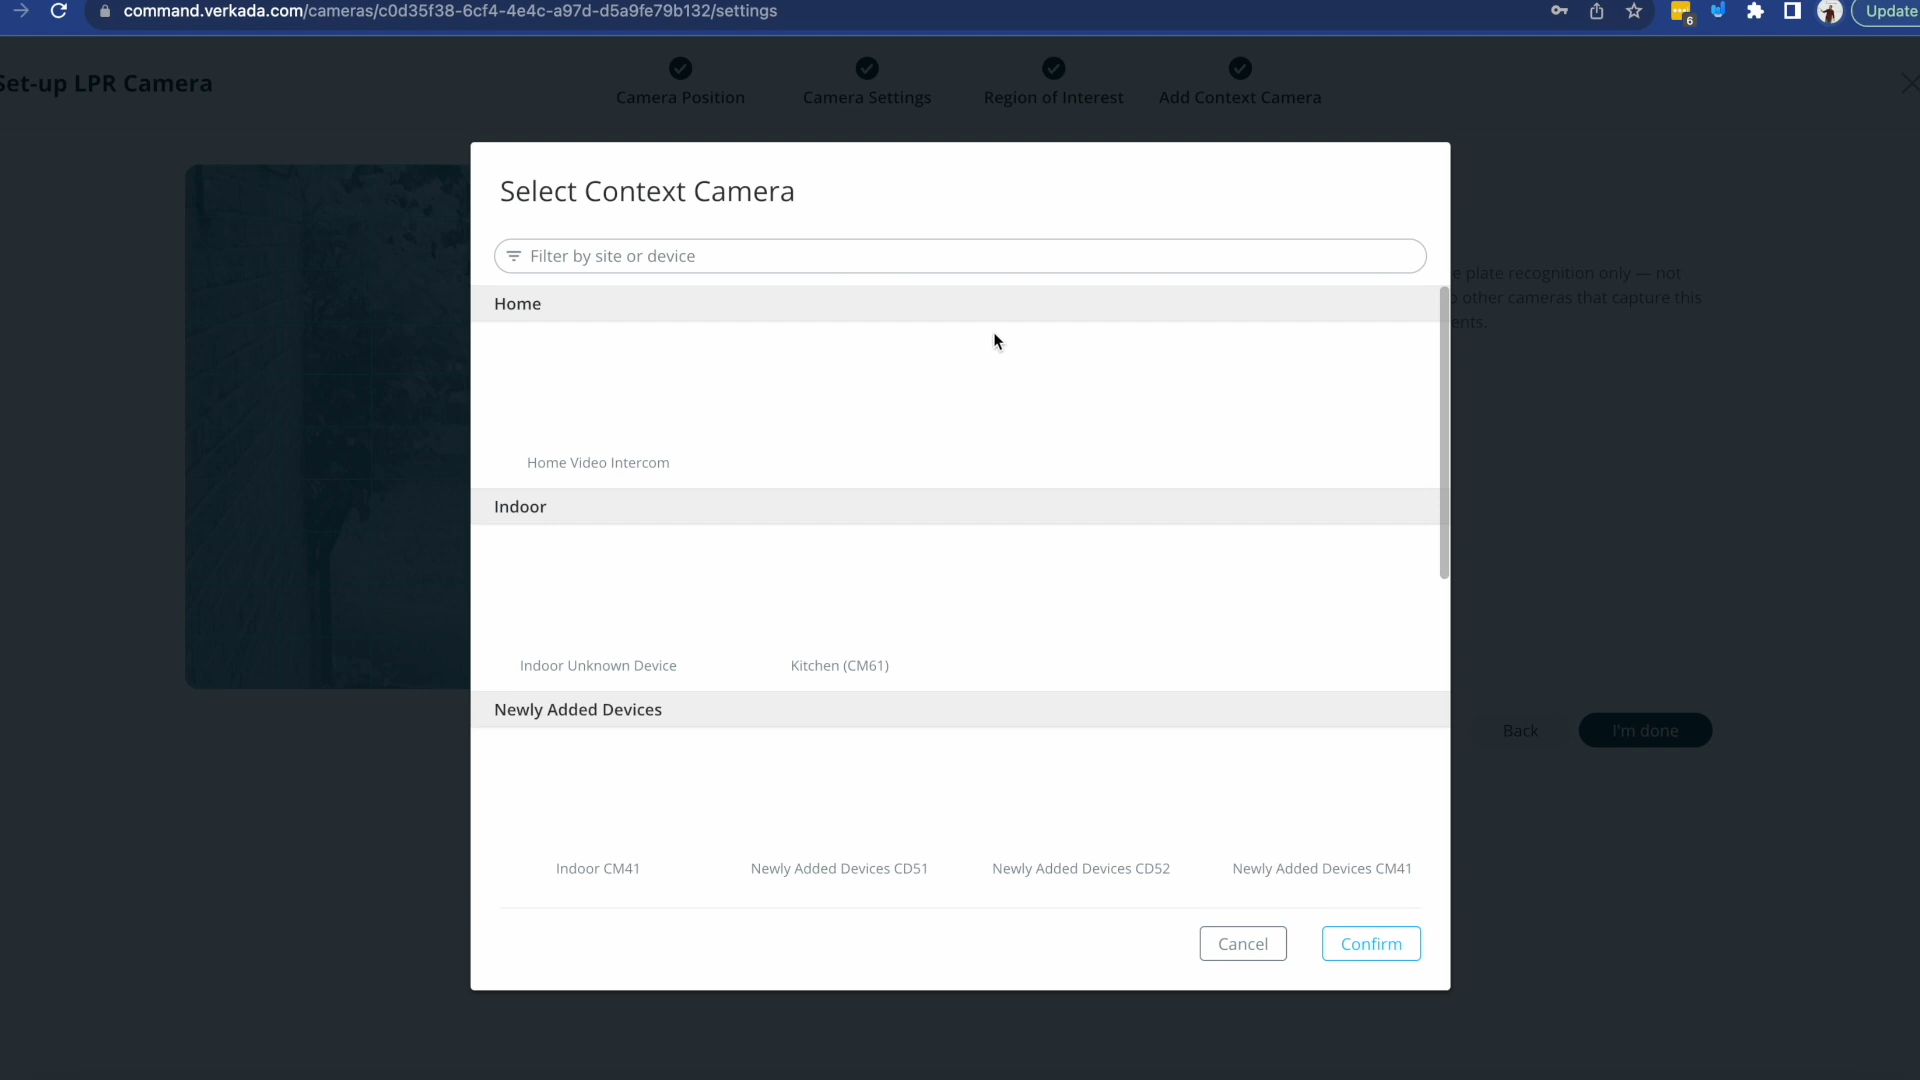 command.verkada.com/cameras/c0d35f38-6cf4-4e4c-a97d-d5a9fe79b132/settings
6
Update
Set-up LPR Camera
Camera Position
Camera Settings
Region of Interest
Add Context Camera
Select Context Camera
Filter by site or device
plate recognition only — not
other cameras that capture this
Home
Home Video Intercom
Indoor
Indoor Unknown Device
Kitchen (CM61)
Newly Added Devices
Back
I'm done
Indoor CM41
Newly Added Devices CD51
Newly Added Devices CD52
Newly Added Devices CM41
Cancel
Confirm